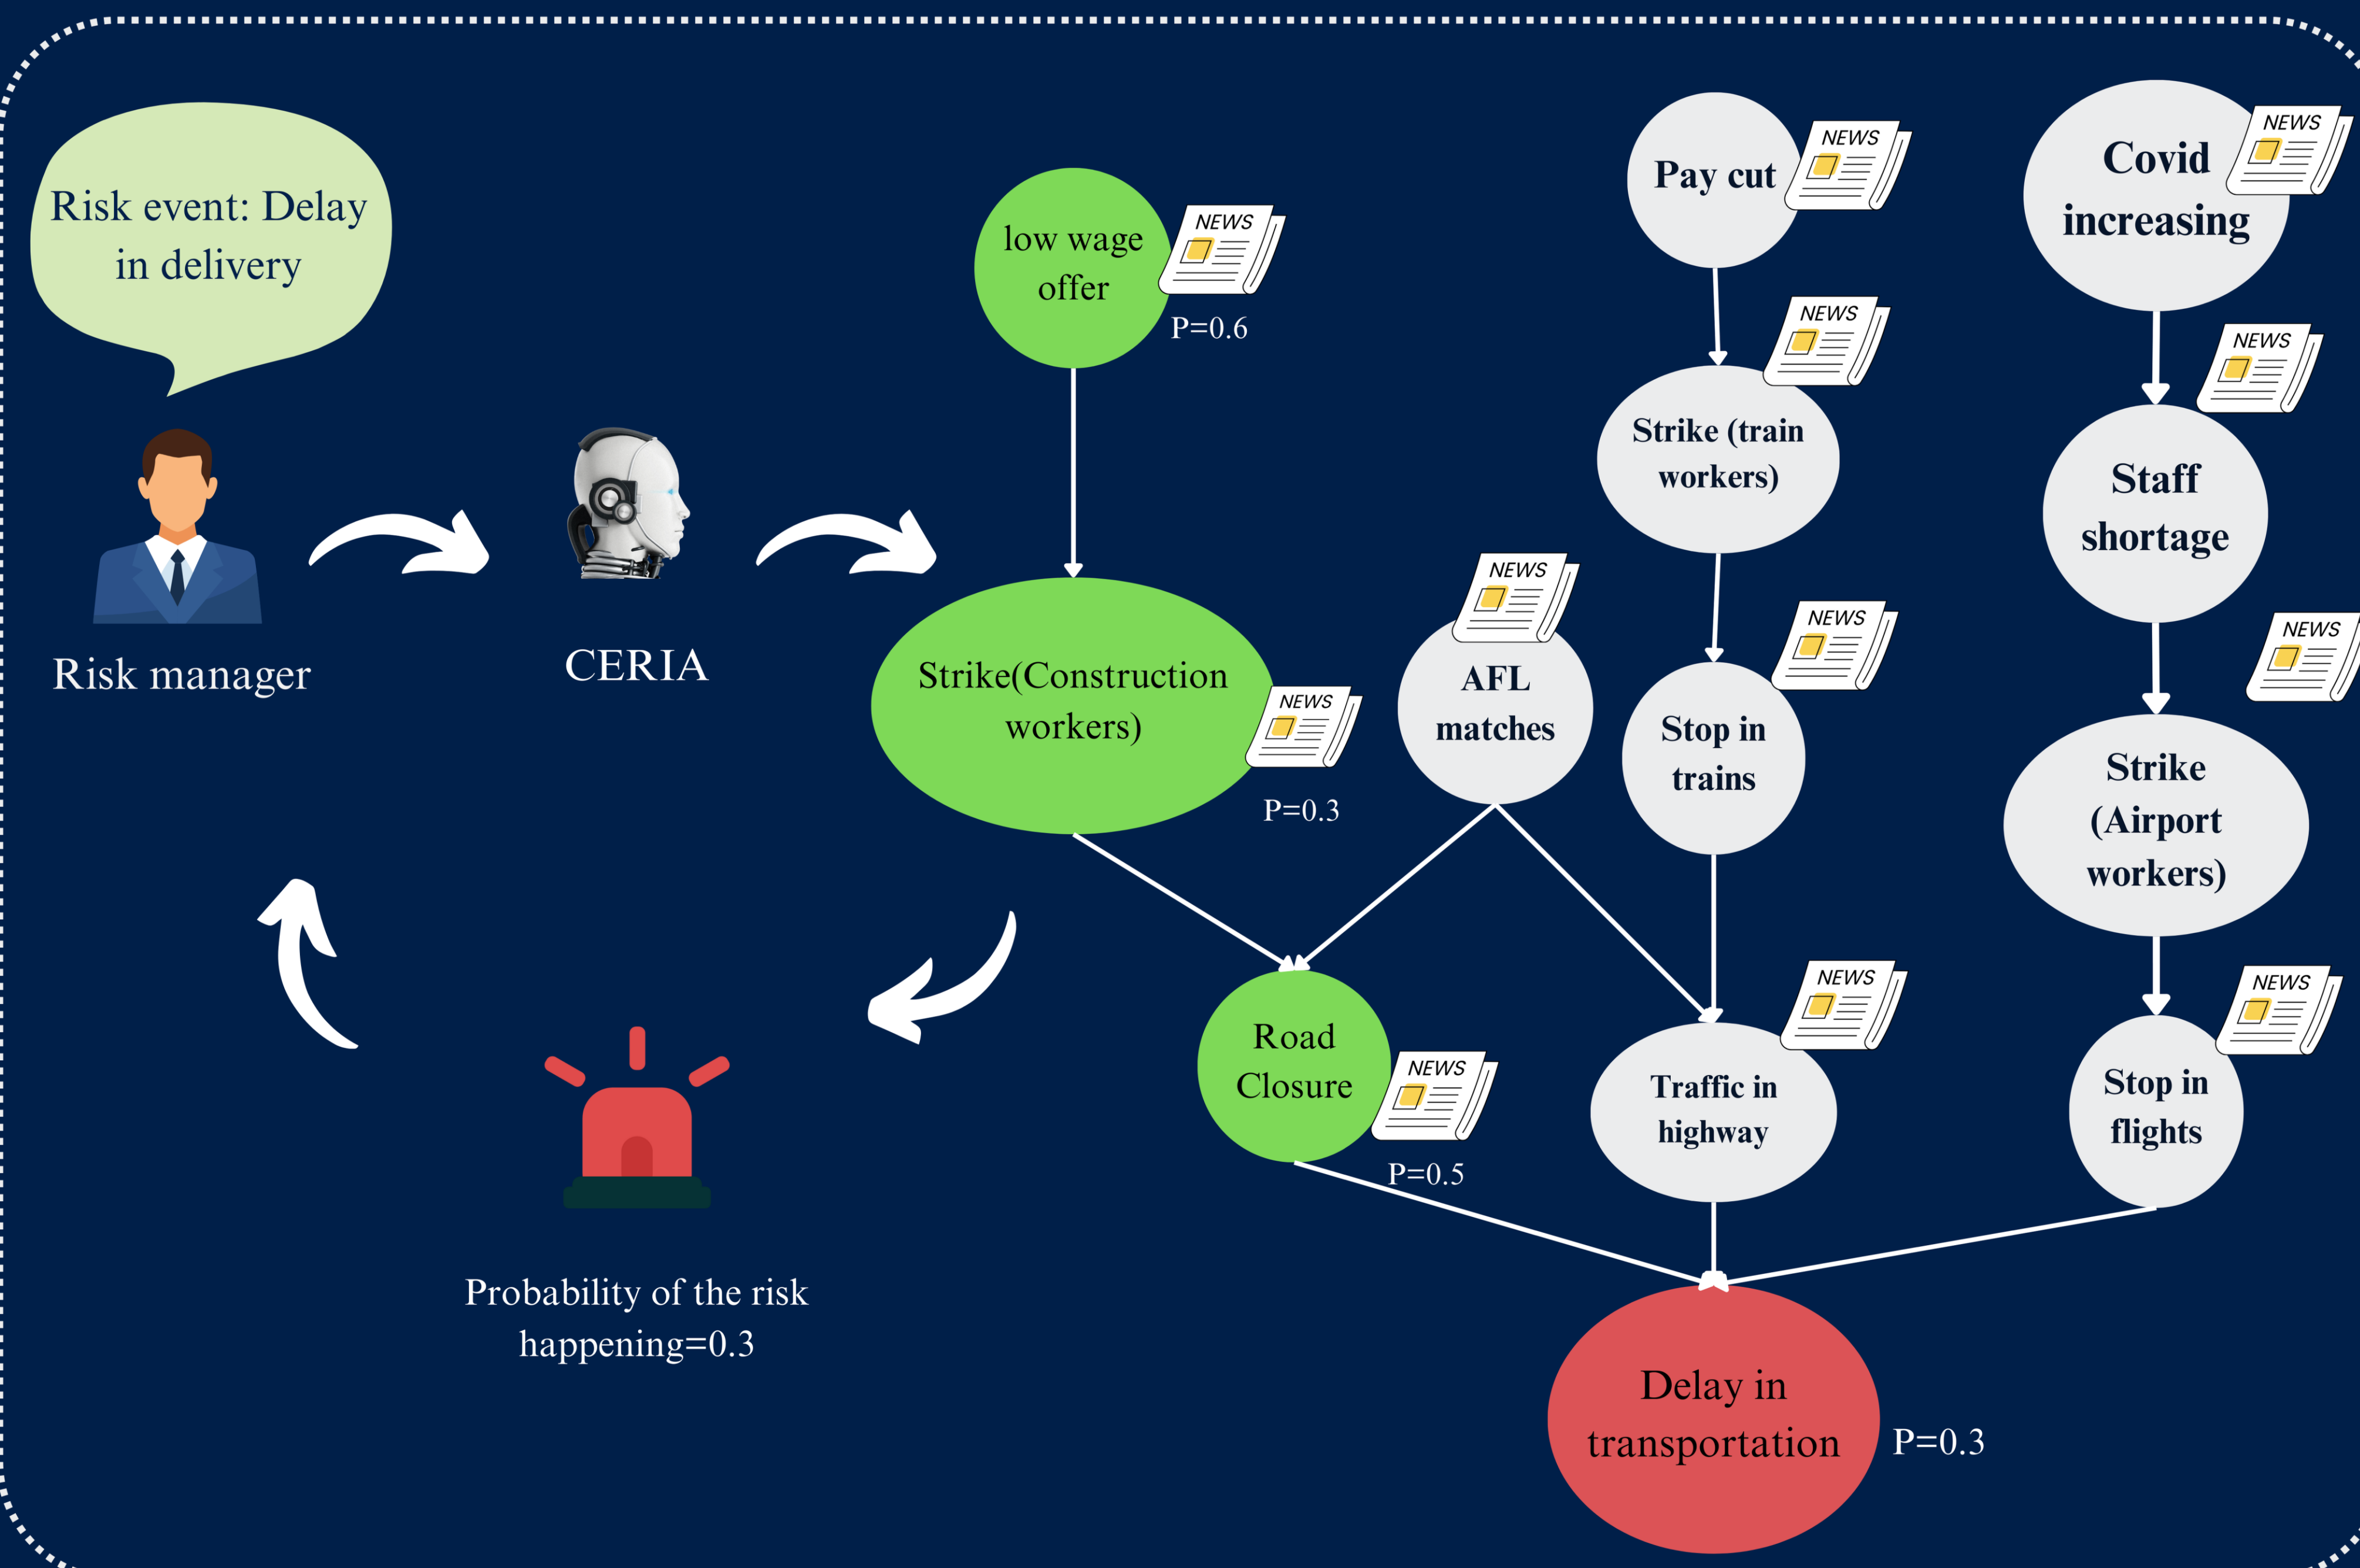 Risk event: Delay
in delivery
Risk manager
CERIA
Probability of the risk
happening=0.3
low wage
offer
NEWS
P=0.6
Strike(Construction
workers)
NEWS
P=0.3
NEWS
AFL
matches
Road
Closure
NEWS
P=0.5
Pay cut
NEWS
NEWS
Strike (train
workers)
NEWS
Stop in
trains
NEWS
Traffic in
highway
Covid
increasing
NEWS
NEWS
Staff
shortage
NEWS
Strike
(Airport
workers)
NEWS
Stop in
flights
Delay in
transportation
P=0.3